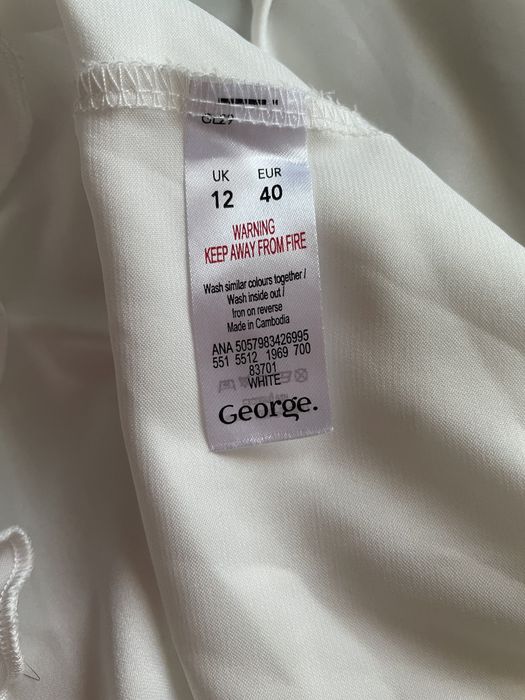 GL29
UK EUR
12 40
WARNING
KEEP AWAY FROM FIRE
Wash similar colours together/
Wash inside out/
Iron on reverse
Made in Cambodia
ANA 5057983426995
551 5512 1969 700
83701
WHITE
George.